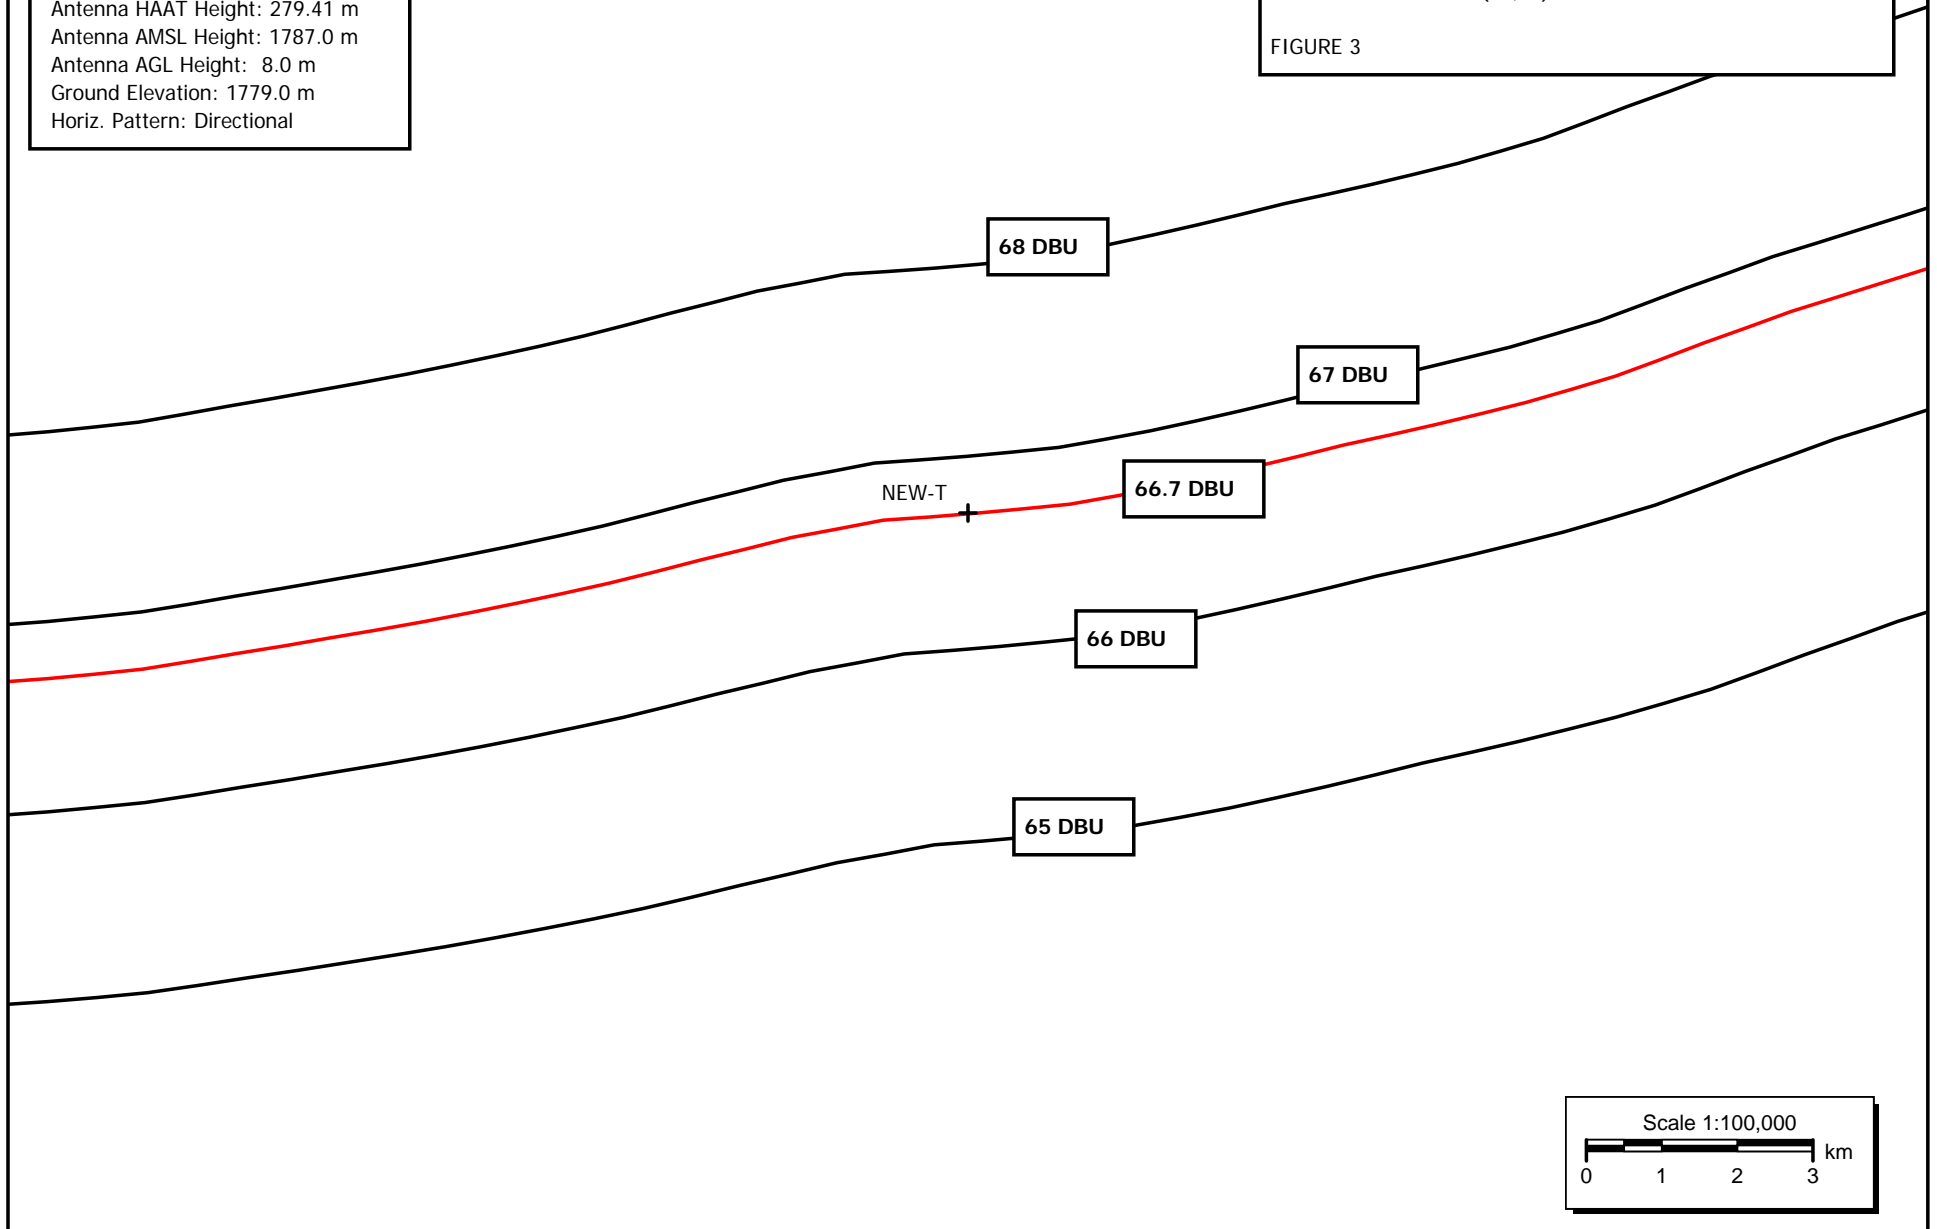 Antenna HAAT Height: 279.41 m
Antenna AMSL Height: 1787.0 m
Antenna AGL Height: 8.0 m
Ground Elevation: 1779.0 m
Horiz. Pattern: Directional
FIGURE 3
68 DBU
67 DBU
NEW-T
66.7 DBU
66 DBU
65 DBU
Scale 1:100,000
km
0 1 2 3